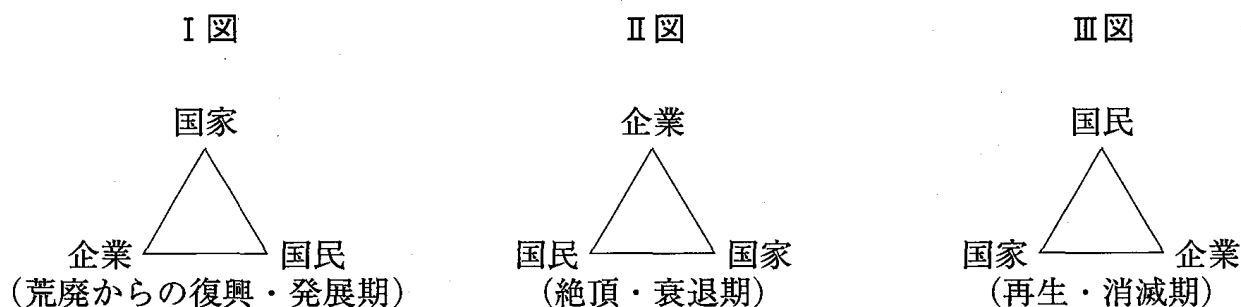 Ⅰ図
Ⅱ図
Ⅲ図
国家
企業
国民
企業 国民
国民 国家
国家 企業
(荒廃からの復興・発展期)
(絶頂・衰退期)
(再生・消滅期)